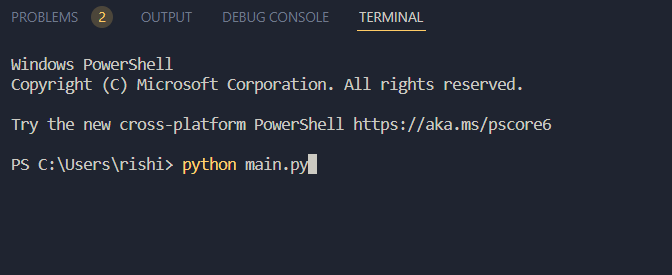 PROBLEMS 2 OUTPUT DEBUG CONSOLE TERMINAL
Windows PowerShell
Copyright (C) Microsoft Corporation. All rights reserved.
Try the new cross-platform PowerShell https://aka.ms/pscore6
PS C:\Users\rishi> python main.py